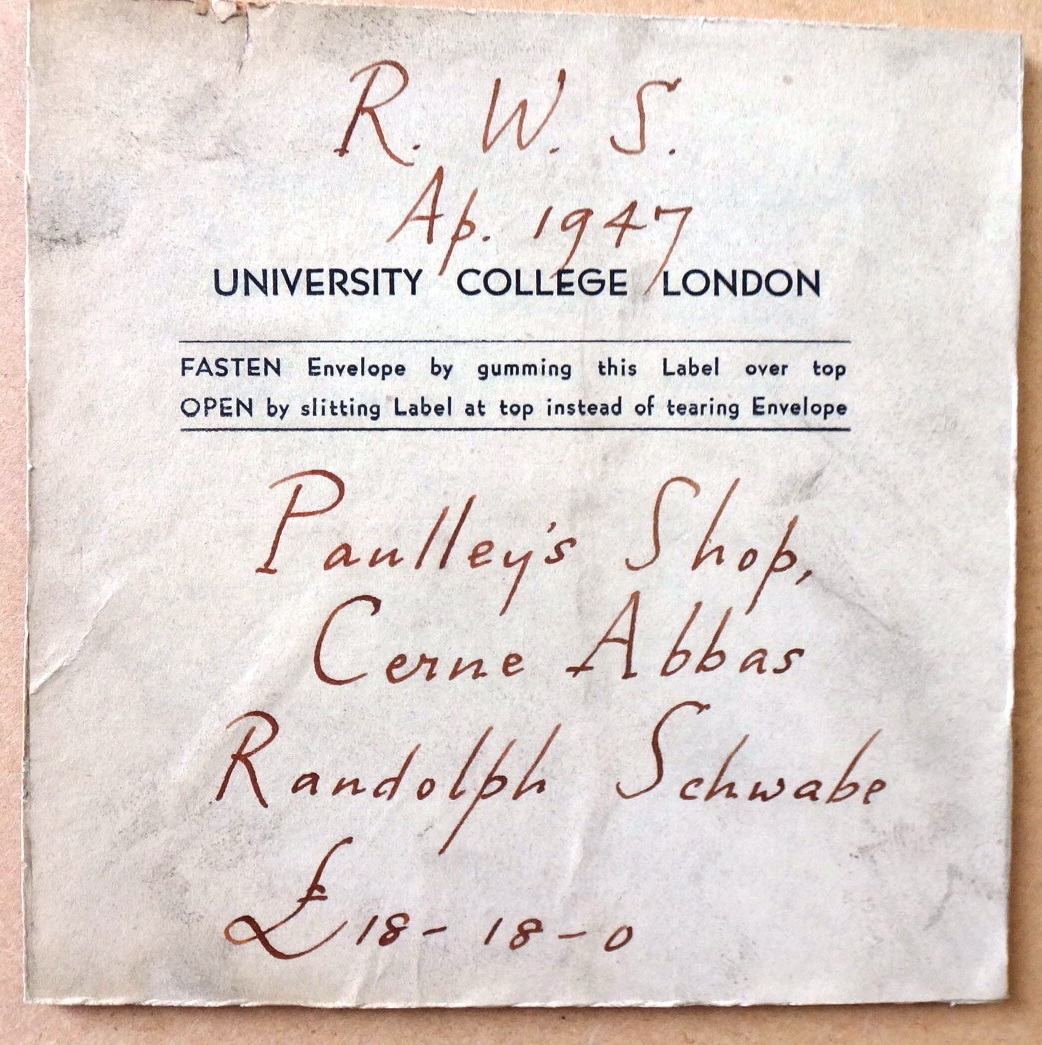 R. W. S.
Ap. 1947
UNIVERSITY COLLEGE LONDON
FASTEN Envelope by gumming this Label over top
OPEN by slitting Label at top instead of tearing Envelope
Paulley's Shop,
Cerne Abbas
Randolph Schwabe
£18-18-0